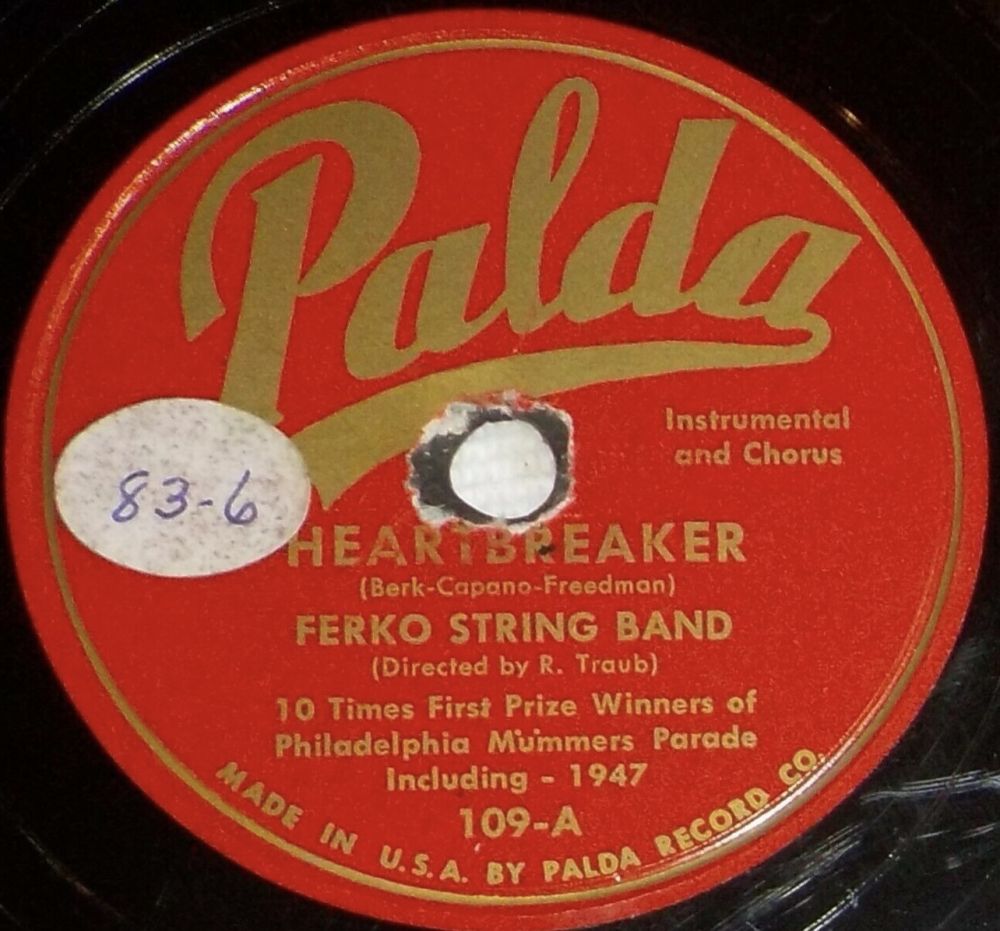 Palda
Instrumental
and Chorus
83-6
HEARTBREAKER
(Berk-Capano-Freedman)
FERKO STRING BAND
(Directed by R. Traub)
10 Times First Prize Winners of
Philadelphia Mummers Parade
Including - 1947
109-A
MADE IN U.S.A. BY PALDA RECORD CO.